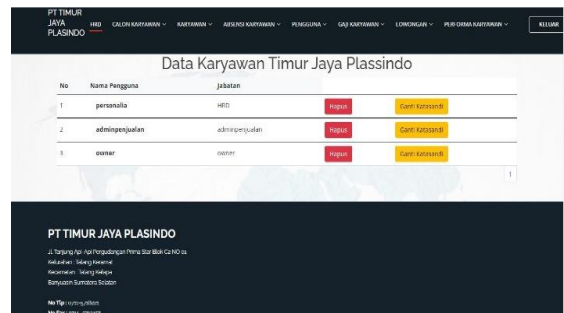 PT TIMUR
JAYA
PLASINDO
HRD CALON KARYAWAN KARYAWAN ABSENSI KARYAWAN PENGGUNA GAJI KARYAWAN LOWONGAN PERFORMA KARYAWAN KELUAR
Data Karyawan Timur Jaya Plassindo
No Nama Pengguna Jabatan
1 personalia HRD Hapus Ganti Katasandi
2 adminpenjualan adminpenjualan Hapus Ganti Katasandi
3 owner owner Hapus Ganti Katasandi
1
PT TIMUR JAYA PLASINDO
Jl. Tanjung Api-Api Pergudangan Prima Star Blok C2 NO 01
Kelurahan : Talang Keramat
Kecamatan : Talang Kelapa
Banyuasin Sumatera Selatan
No Tlp :